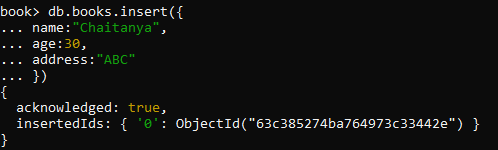 book> db.books.insert({
... name:"Chaitanya",
... age:30,
... address:"ABC"
... })
{
  acknowledged: true,
  insertedIds: { '0': ObjectId("63c385274ba764973c33442e") }
}